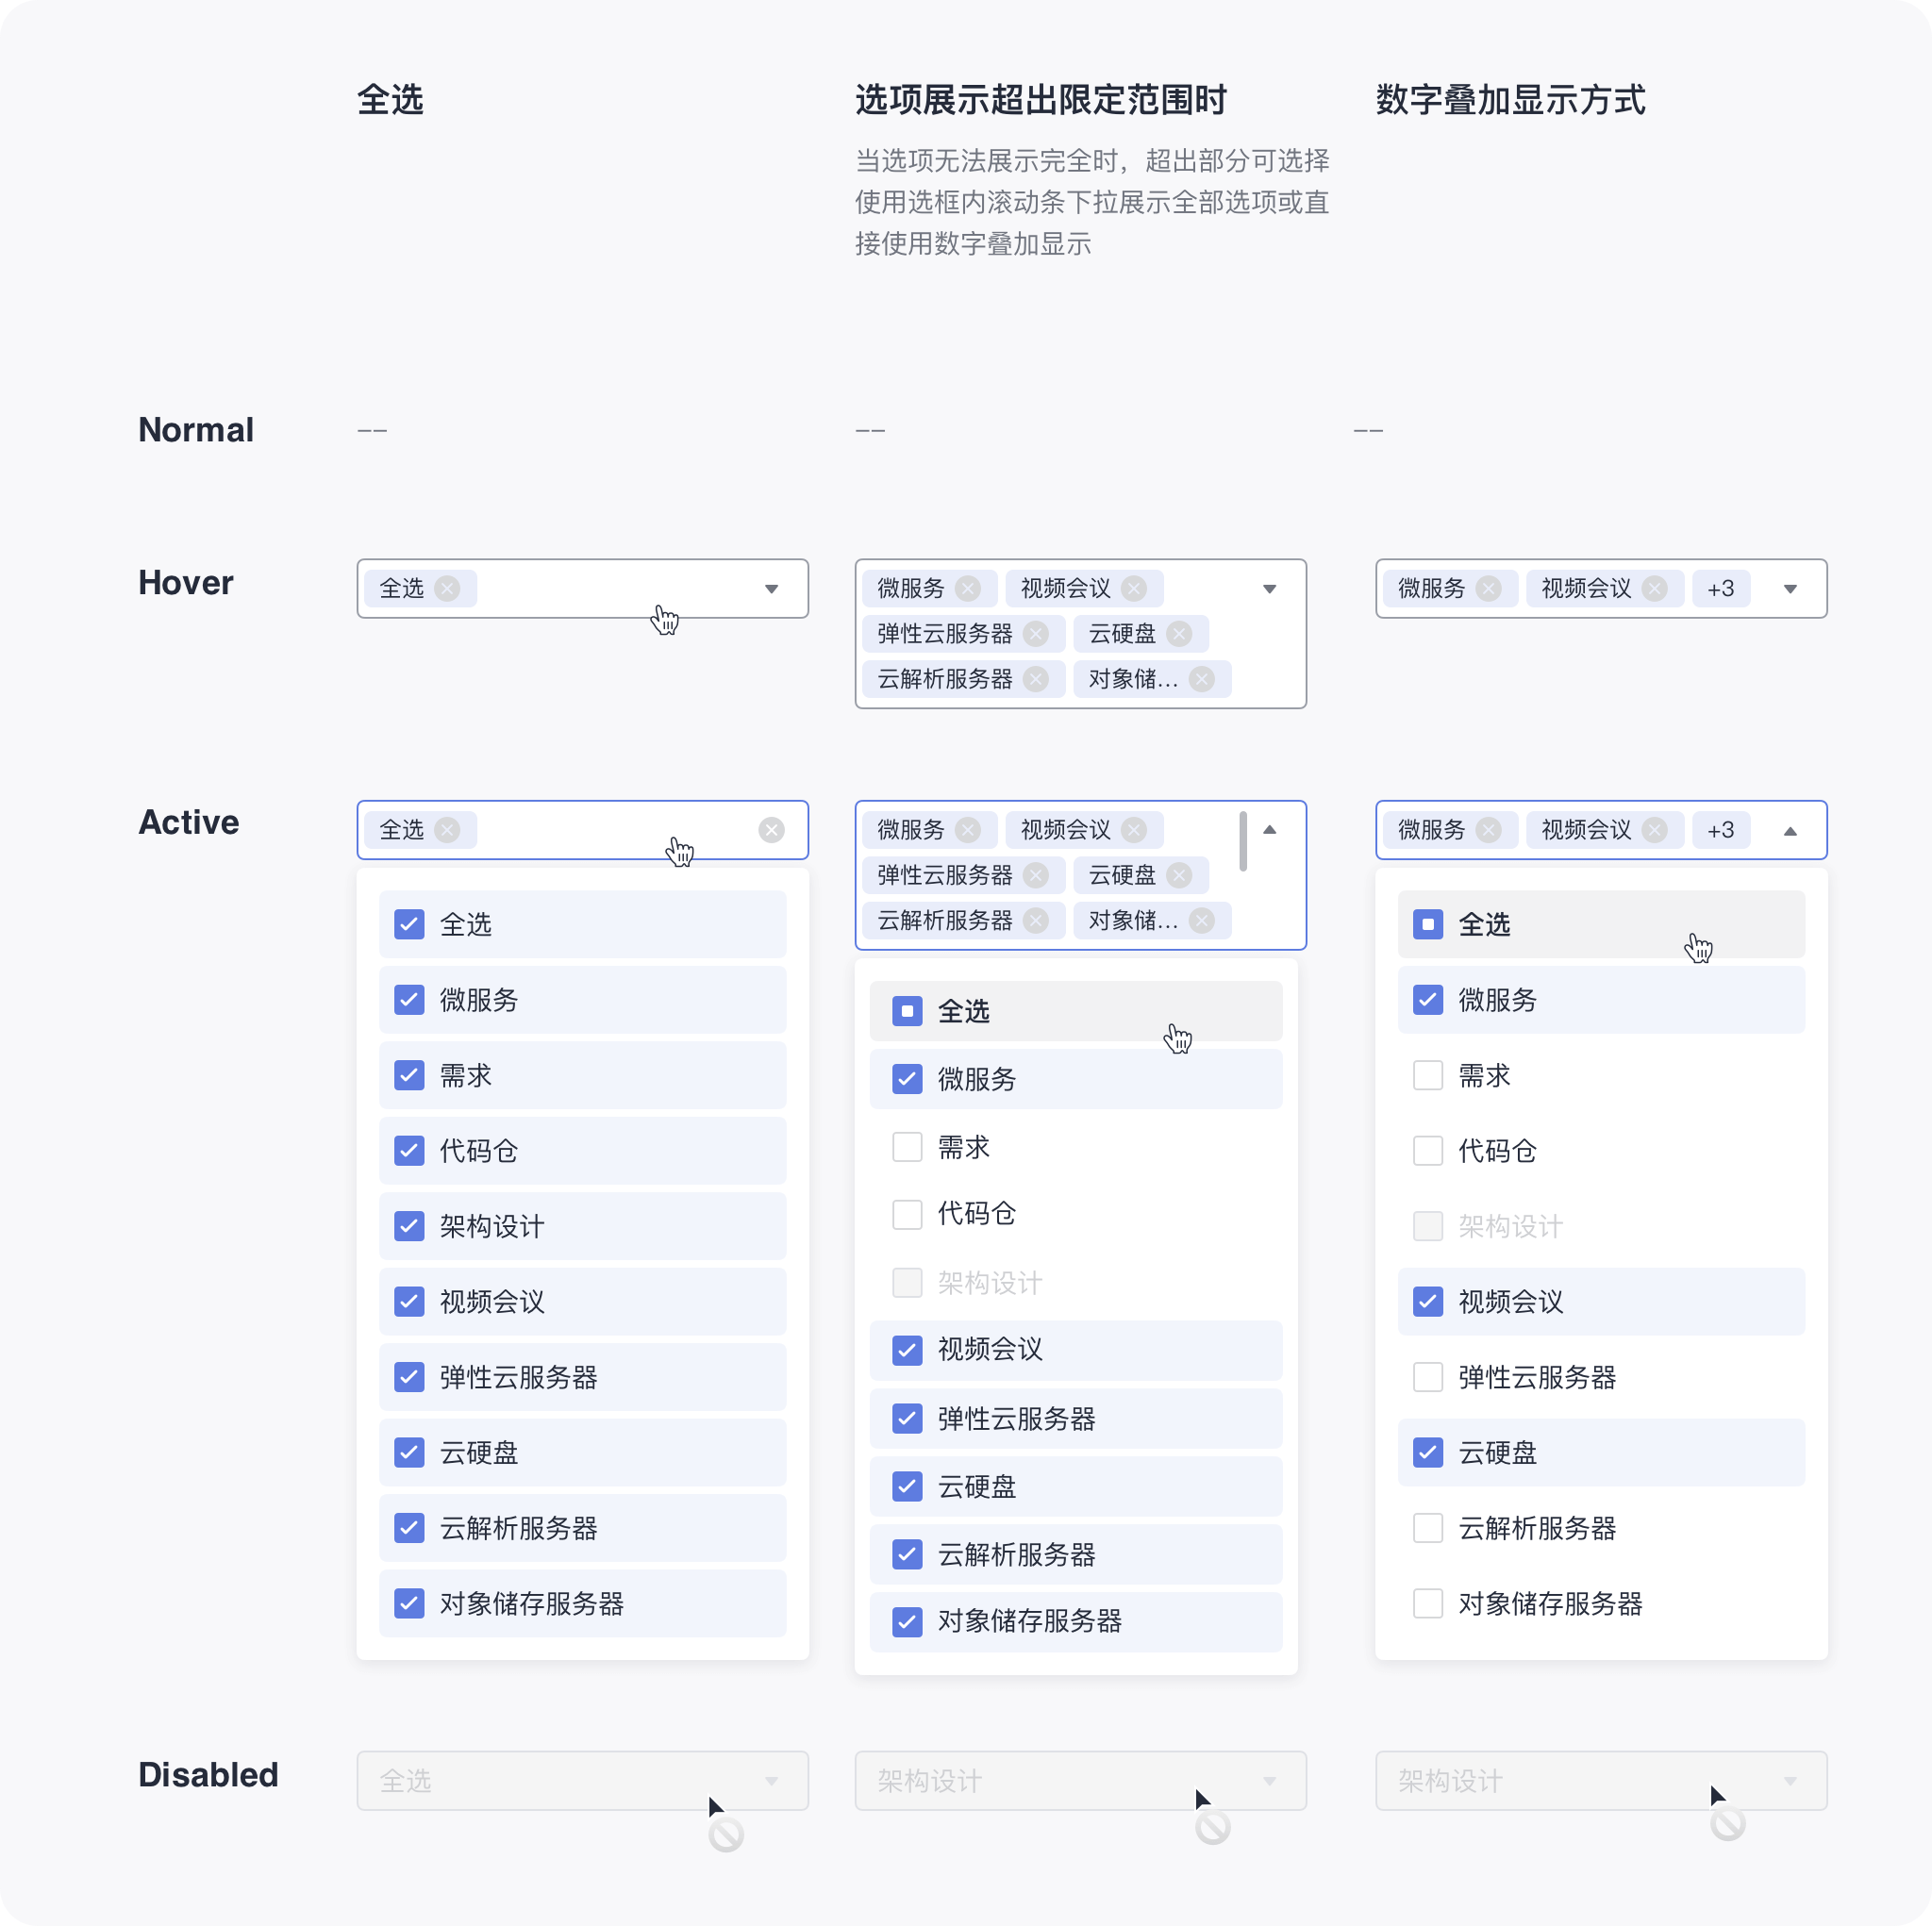 全选
选项展示超出限定范围时
数字叠加显示方式
当选项无法展示完全时，超出部分可选择
使用选框内滚动条下拉展示全部选项或直
接使用数字叠加显示
Normal
--
--
--
Hover
全选
微服务 视频会议
弹性云服务器 云硬盘
云解析服务器 对象储...
微服务 视频会议 +3
Active
全选
全选
微服务
需求
代码仓
架构设计
视频会议
弹性云服务器
云硬盘
云解析服务器
对象储存服务器
微服务 视频会议
弹性云服务器 云硬盘
云解析服务器 对象储...
全选
微服务
需求
代码仓
架构设计
视频会议
弹性云服务器
云硬盘
云解析服务器
对象储存服务器
微服务 视频会议 +3
全选
微服务
需求
代码仓
架构设计
视频会议
弹性云服务器
云硬盘
云解析服务器
对象储存服务器
Disabled
全选
架构设计
架构设计